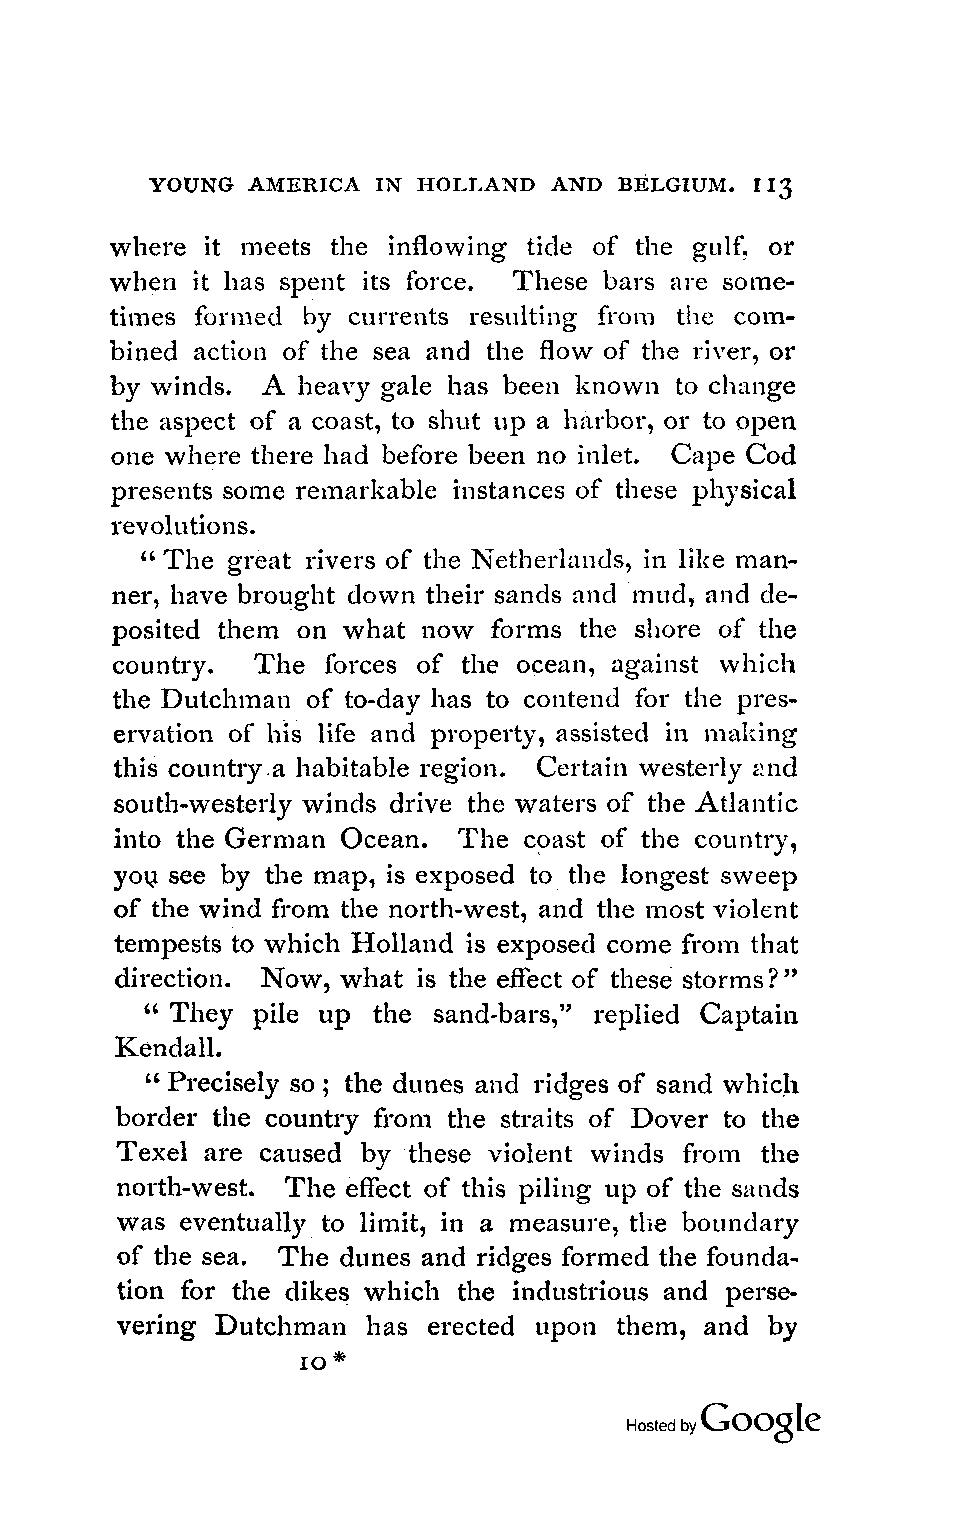 YOUNG AMERICA IN HOLLAND AND BELGIUM. 113
where it meets the inflowing tide of the gulf, or
when it has spent its force. These bars are some-
times formed by currents resulting from the com-
bined action of the sea and the flow of the river, or
by winds. A heavy gale has been known to change
the aspect of a coast, to shut up a harbor, or to open
one where there had before been no inlet. Cape Cod
presents some remarkable instances of these physical
revolutions.
“ The great rivers of the Netherlands, in like man-
ner, have brought down their sands and mud, and de-
posited them on what now forms the shore of the
country. The forces of the ocean, against which
the Dutchman of to-day has to contend for the pres-
ervation of his life and property, assisted in making
this country a habitable region. Certain westerly and
south-westerly winds drive the waters of the Atlantic
into the German Ocean. The coast of the country,
you see by the map, is exposed to the longest sweep
of the wind from the north-west, and the most violent
tempests to which Holland is exposed come from that
direction. Now, what is the effect of these storms?”
“ They pile up the sand-bars,” replied Captain
Kendall.
“ Precisely so ; the dunes and ridges of sand which
border the country from the straits of Dover to the
Texel are caused by these violent winds from the
north-west. The effect of this piling up of the sands
was eventually to limit, in a measure, the boundary
of the sea. The dunes and ridges formed the founda-
tion for the dikes which the industrious and perse-
vering Dutchman has erected upon them, and by
10 *
Hosted by Google